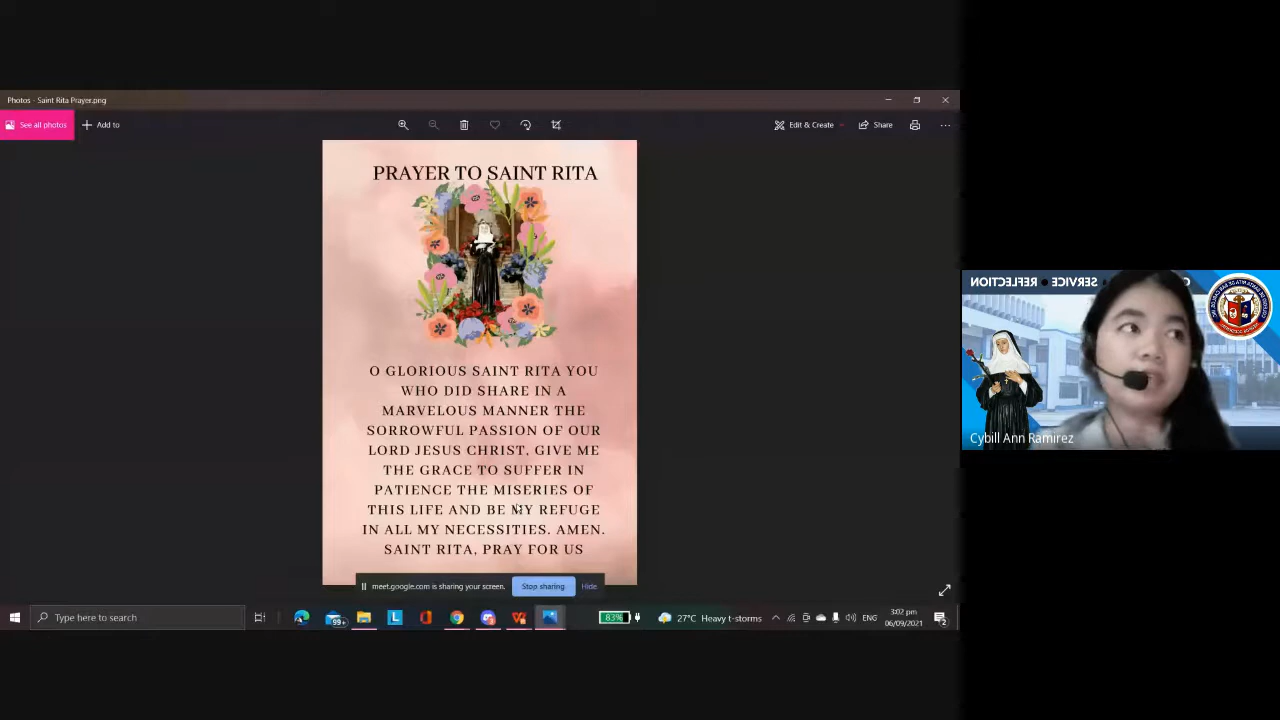 Photos - Saint Rita Prayer.png
See all photos
Add to
Edit & Create
Share
PRAYER TO SAINT RITA
O GLORIOUS SAINT RITA YOU
WHO DID SHARE IN A
MARVELOUS MANNER THE
SORROWFUL PASSION OF OUR
LORD JESUS CHRIST, GIVE ME
THE GRACE TO SUFFER IN
PATIENCE THE MISERIES OF
THIS LIFE AND BE MY REFUGE
IN ALL MY NECESSITIES. AMEN.
SAINT RITA, PRAY FOR US
meet.google.com is sharing your screen.
Stop sharing
Hide
Type here to search
99+
83%
27°C Heavy t-storms
ENG
3:02 pm
06/09/2021
2
SERVICE ● REFLECTION
Cybill Ann Ramirez